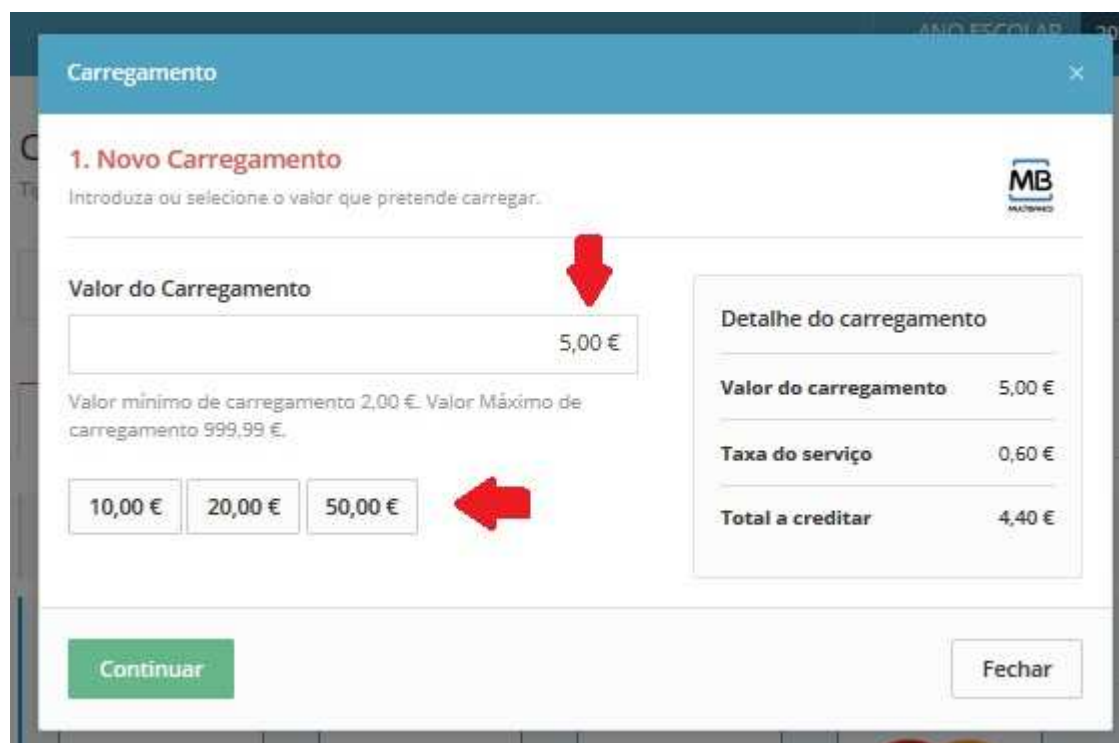 ANO ESCOLAR 20
Carregamento ×
1. Novo Carregamento
Introduza ou selecione o valor que pretende carregar.
MB
MULTIBANCO
Valor do Carregamento
5,00 €
Valor mínimo de carregamento 2,00 €. Valor Máximo de
carregamento 999,99 €.
10,00 € 20,00 € 50,00 €
Detalhe do carregamento
Valor do carregamento 5,00 €
Taxa do serviço 0,60 €
Total a creditar 4,40 €
Continuar
Fechar